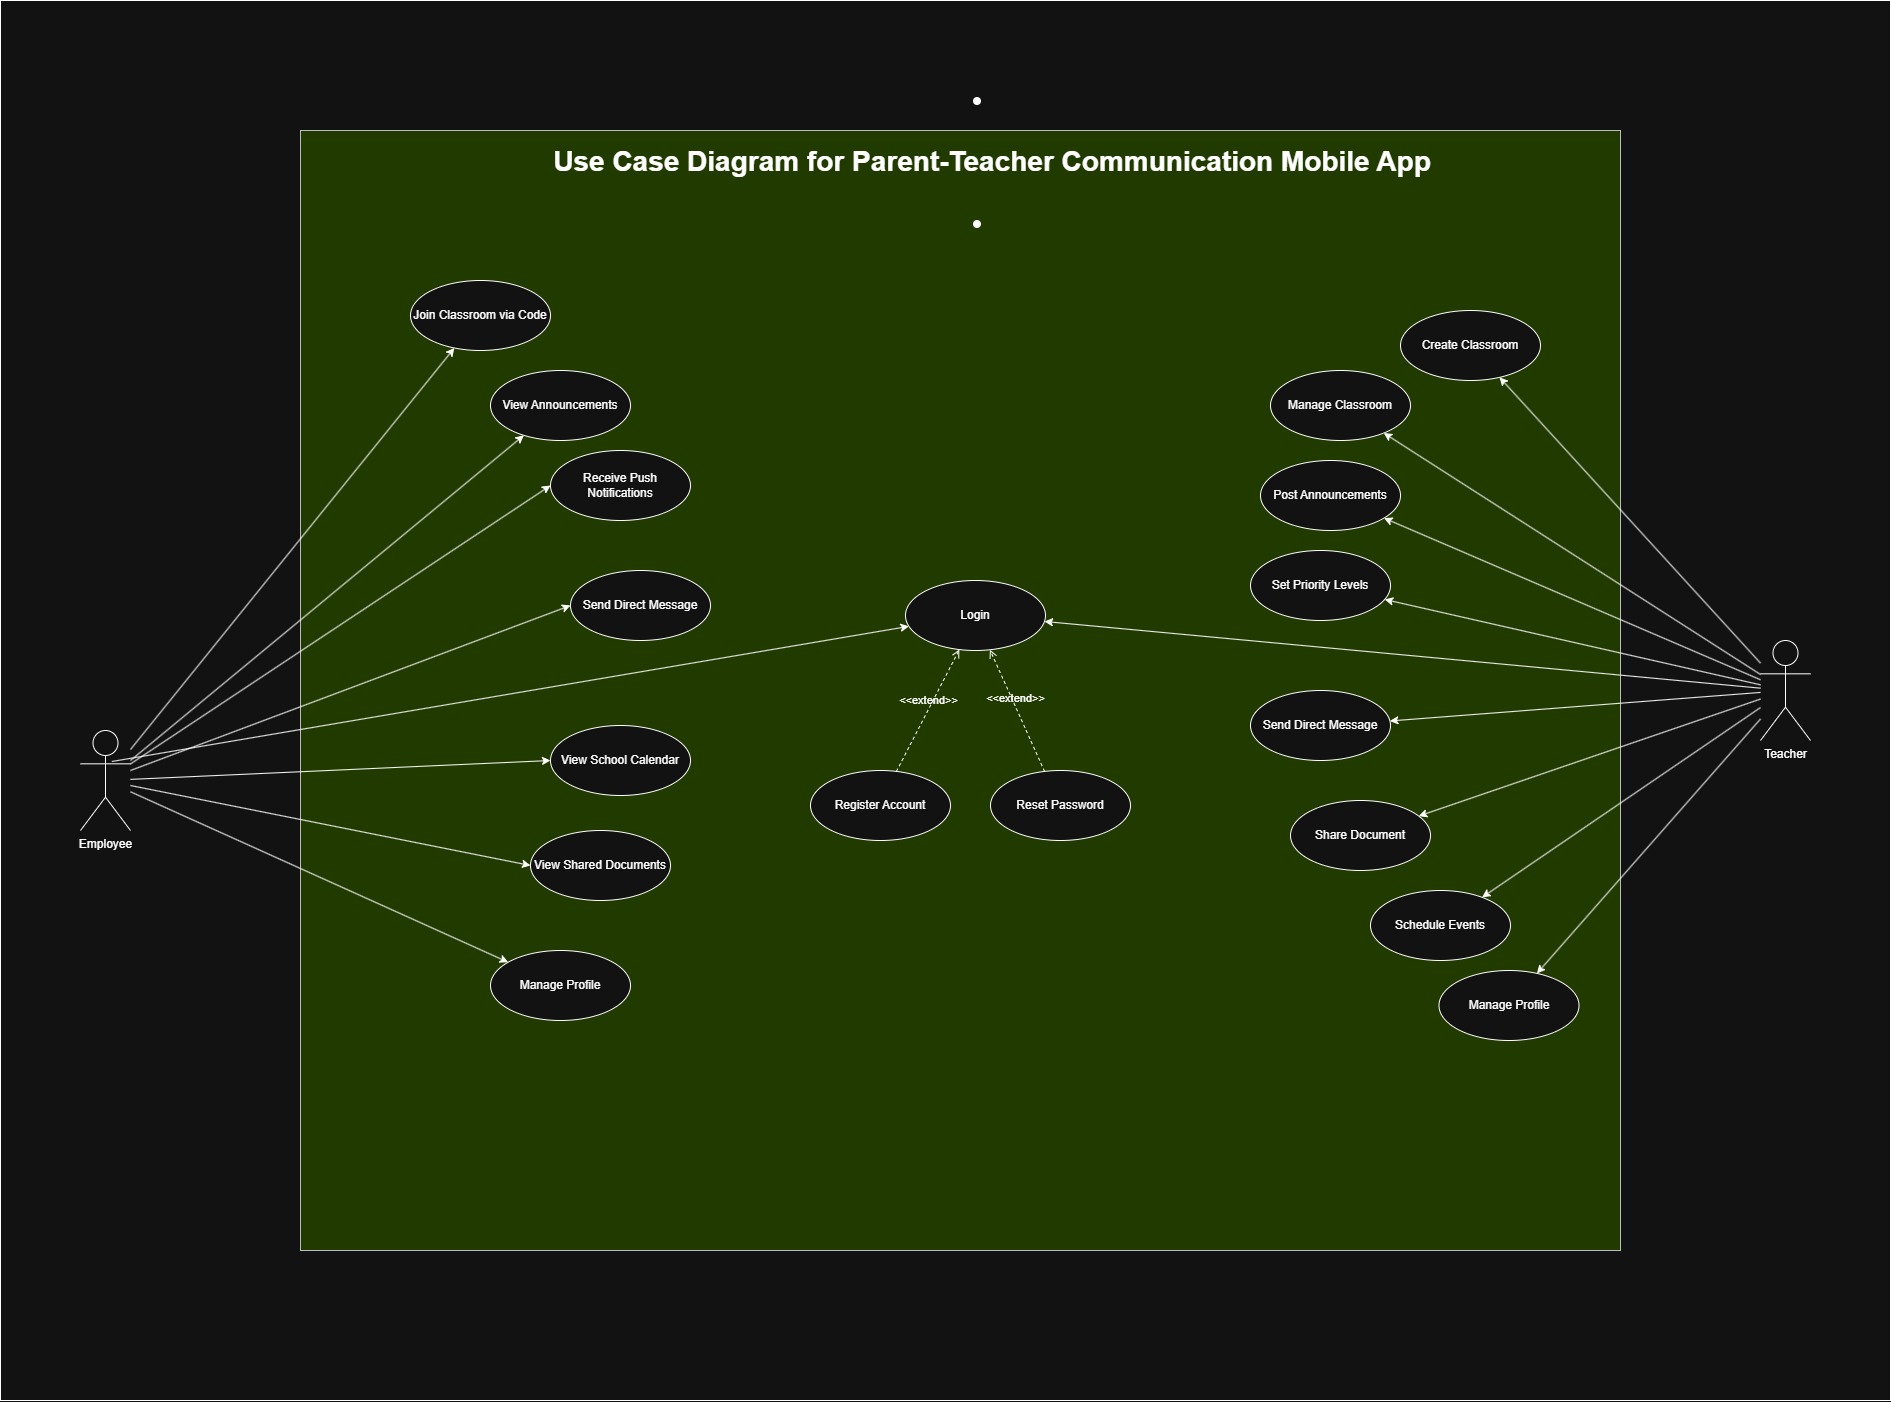 Use Case Diagram for Parent-Teacher Communication Mobile App
Join Classroom via Code
View Announcements
Receive Push
Notifications
Send Direct Message
View School Calendar
View Shared Documents
Manage Profile
Employee
Login
<<extend>>
<<extend>>
Register Account
Reset Password
Create Classroom
Manage Classroom
Post Announcements
Set Priority Levels
Send Direct Message
Share Document
Schedule Events
Manage Profile
Teacher